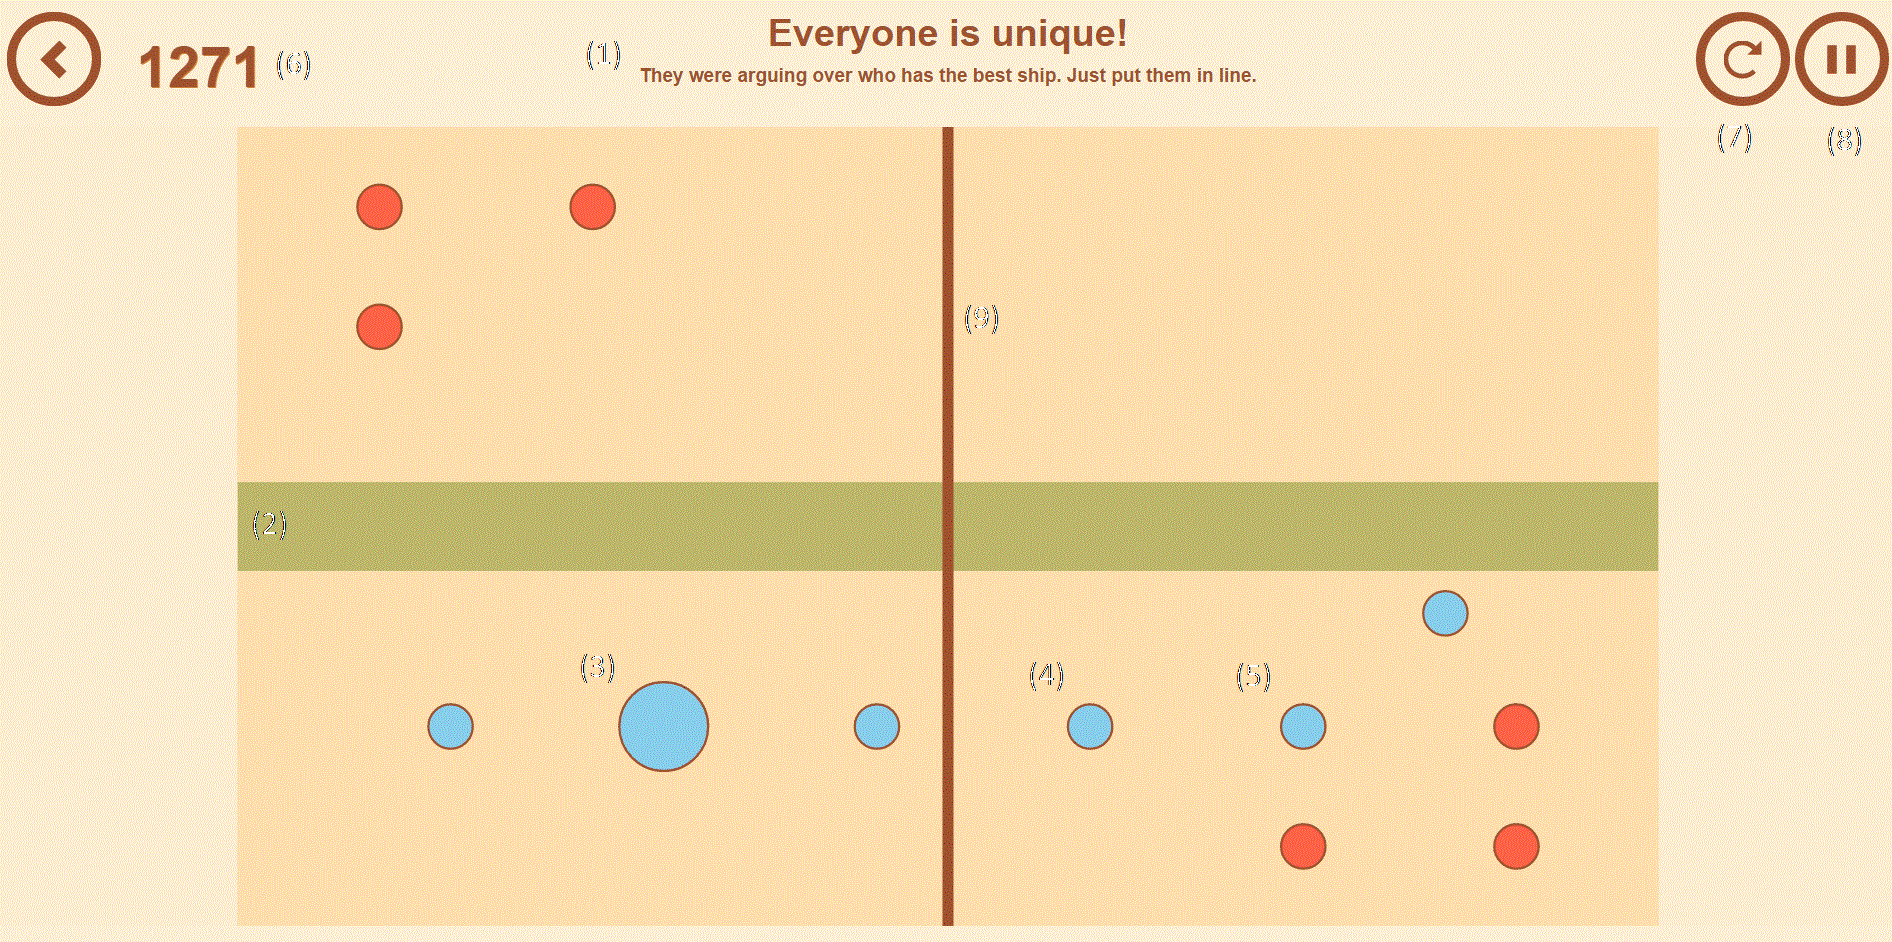 Everyone is unique!
1271 (6) (1)
They were arguing over who has the best ship. Just put them in line.
(7) (8)
(9)
(2)
(3) (4) (5)